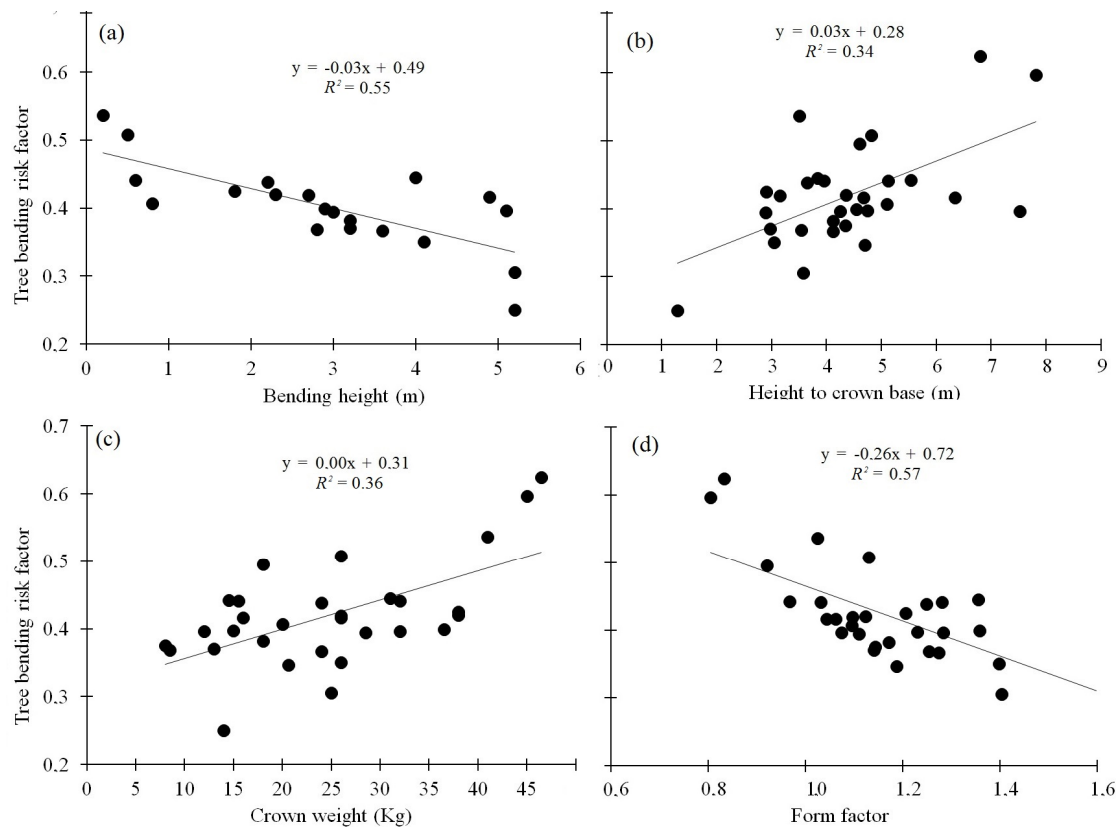 (a)
y = -0.03x + 0.49
R² = 0.55
Tree bending risk factor
0.6
0.5
0.4
0.3
0.2
0 1 2 3 4 5 6
Bending height (m)
(b)
y = 0.03x + 0.28
R² = 0.34
0 1 2 3 4 5 6 7 8 9
Height to crown base (m)
(c)
y = 0.00x + 0.31
R² = 0.36
Tree bending risk factor
0.7
0.6
0.5
0.4
0.3
0.2
0 5 10 15 20 25 30 35 40 45
Crown weight (Kg)
(d)
y = -0.26x + 0.72
R² = 0.57
0.6 0.8 1.0 1.2 1.4 1.6
Form factor